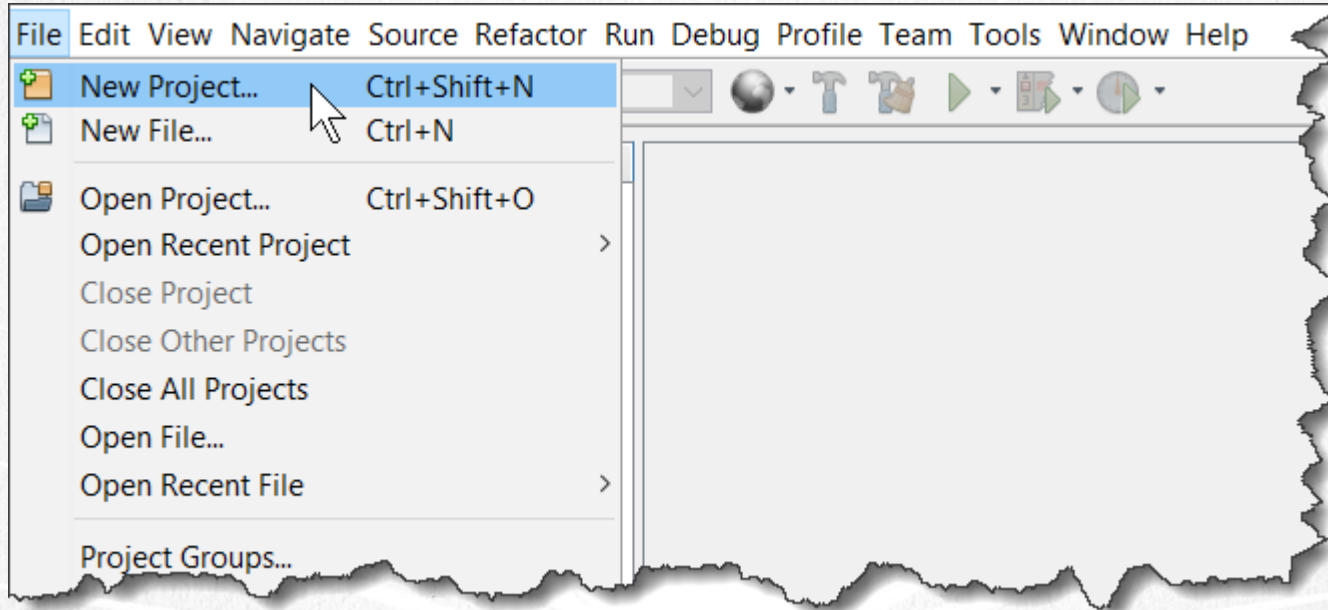 File Edit View Navigate Source Refactor Run Debug Profile Team Tools Window Help
New Project... Ctrl+Shift+N
New File... Ctrl+N
Open Project... Ctrl+Shift+O
Open Recent Project
Close Project
Close Other Projects
Close All Projects
Open File...
Open Recent File
Project Groups...